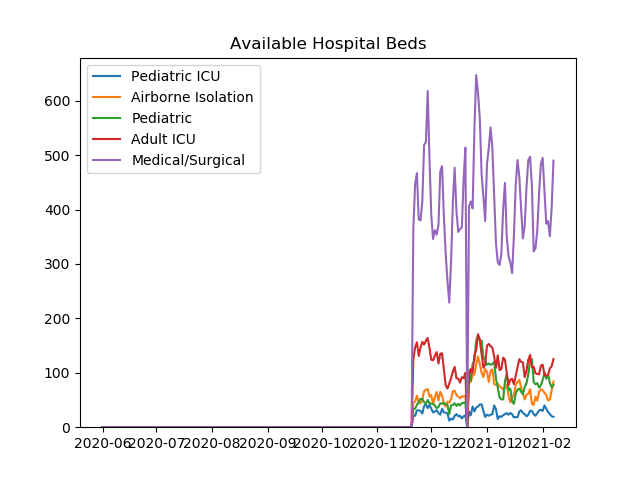 Available Hospital Beds
Pediatric ICU
Airborne Isolation
Pediatric
Adult ICU
Medical/Surgical
600
500
400
300
200
100
0
2020-06 2020-07 2020-08 2020-09 2020-10 2020-11 2020-12 2021-01 2021-02